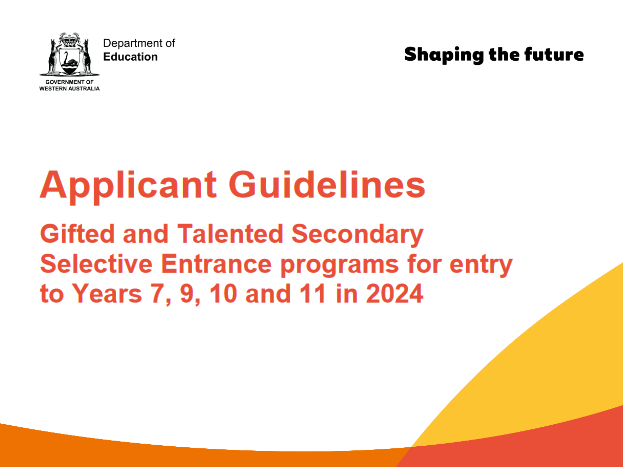 Department of
Education
GOVERNMENT OF
WESTERN AUSTRALIA
Shaping the future
Applicant Guidelines
Gifted and Talented Secondary
Selective Entrance programs for entry
to Years 7, 9, 10 and 11 in 2024